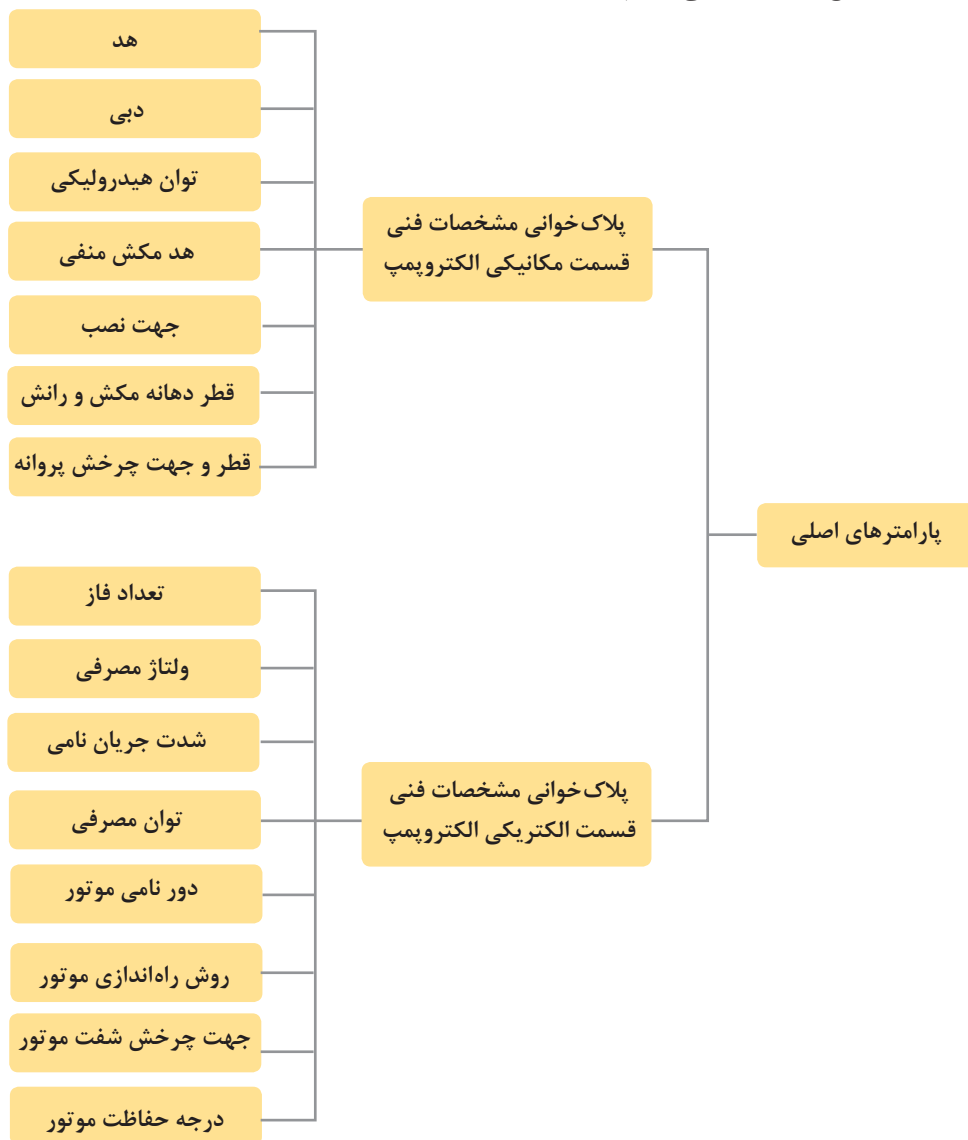 پارامترهای اصلی
پلاک‌خوانی مشخصات فنی
قسمت مکانیکی الکتروپمپ
هد
دبی
توان هیدرولیکی
هد مکش منفی
جهت نصب
قطر دهانه مکش و رانش
قطر و جهت چرخش پروانه
پلاک‌خوانی مشخصات فنی
قسمت الکتریکی الکتروپمپ
تعداد فاز
ولتاژ مصرفی
شدت جریان نامی
توان مصرفی
دور نامی موتور
روش راه‌اندازی موتور
جهت چرخش شفت موتور
درجه حفاظت موتور